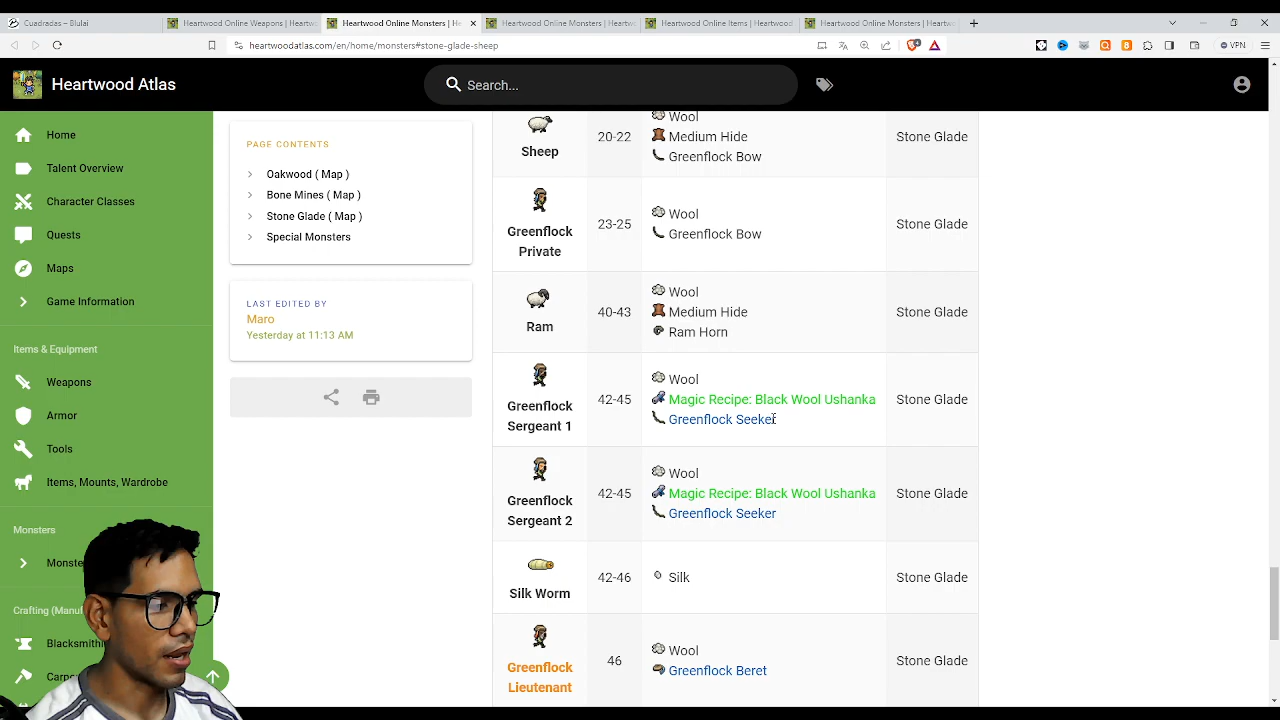 Cuadradas – Blulai
Heartwood Online Weapons | Heartwo
Heartwood Online Monsters | He
Heartwood Online Monsters | Heartwo
Heartwood Online Items | Heartwood
Heartwood Online Monsters | Heartw
heartwoodatlas.com/en/home/monsters#stone-glade-sheep
VPN
Heartwood Atlas
Search...
Home
Talent Overview
Character Classes
Quests
Maps
Game Information
Items & Equipment
Weapons
Armor
Tools
Items, Mounts, Wardrobe
Monsters
Monste
Crafting (Manu
Blacksmithi
Carpe
PAGE CONTENTS
Oakwood ( Map )
Bone Mines ( Map )
Stone Glade ( Map )
Special Monsters
LAST EDITED BY
Maro
Yesterday at 11:13 AM
Sheep
20-22
Wool
Medium Hide
Greenflock Bow
Stone Glade
Greenflock
Private
23-25
Wool
Greenflock Bow
Stone Glade
Ram
40-43
Wool
Medium Hide
Ram Horn
Stone Glade
Greenflock
Sergeant 1
42-45
Wool
Magic Recipe: Black Wool Ushanka
Greenflock Seeker
Stone Glade
Greenflock
Sergeant 2
42-45
Wool
Magic Recipe: Black Wool Ushanka
Greenflock Seeker
Stone Glade
Silk Worm
42-46
Silk
Stone Glade
Greenflock
Lieutenant
46
Wool
Greenflock Beret
Stone Glade